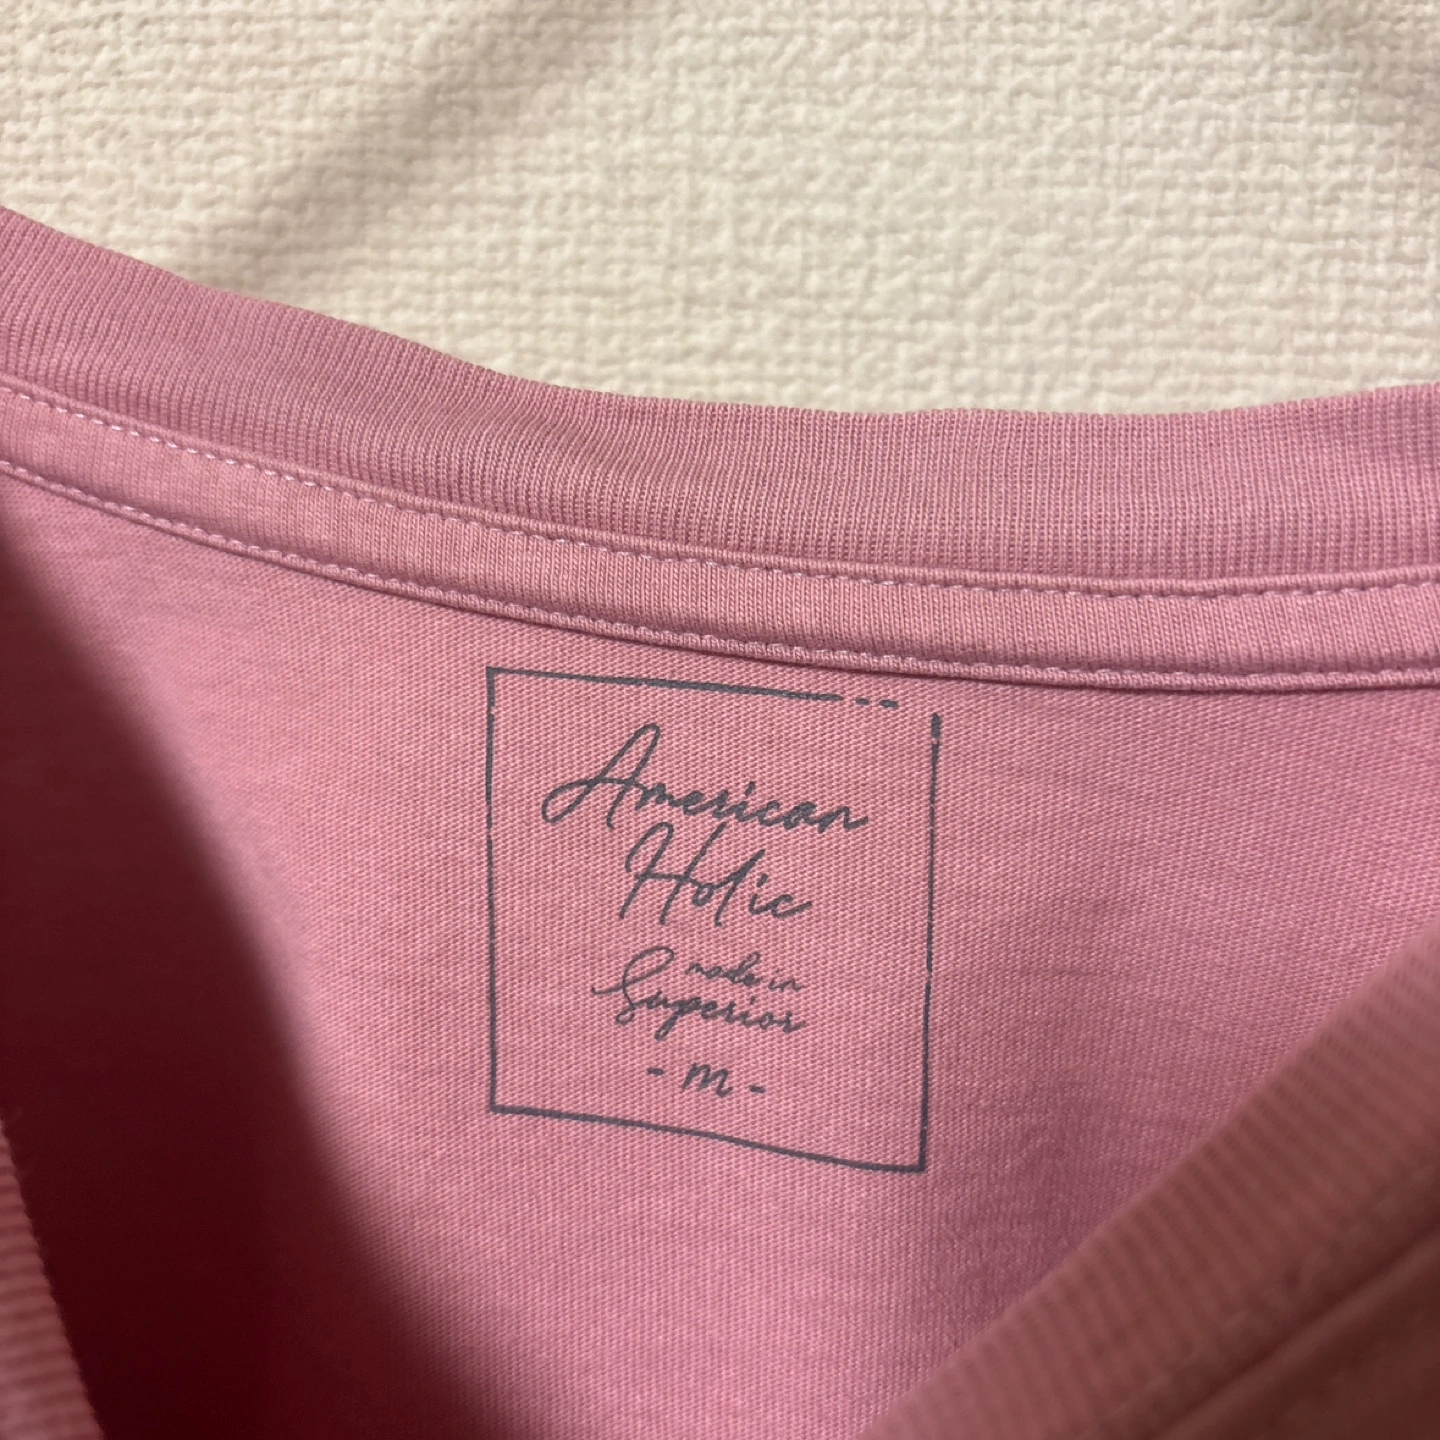 American
Holic
made in
Superior
- m -